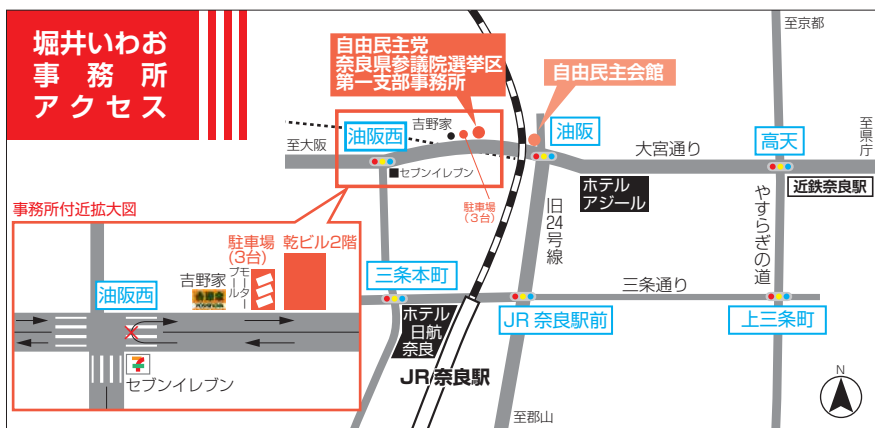 堀井いわお
事務所
アクセス
自由民主党
奈良県参議院選挙区
第一支部事務所
自由民主会館
至京都
至大阪
油阪西
吉野家
油阪
大宮通り
高天
至県庁
セブンイレブン
駐車場
(3台)
ホテル
アジール
近鉄奈良駅
旧24号線
やすらぎの道
三条本町
三条通り
ホテル
日航
奈良
JR 奈良駅前
上三条町
JR 奈良駅
至郡山
N
事務所付近拡大図
駐車場
(3台)
乾ビル2階
吉野家
モーター
プール
油阪西
吉野家
7
セブンイレブン